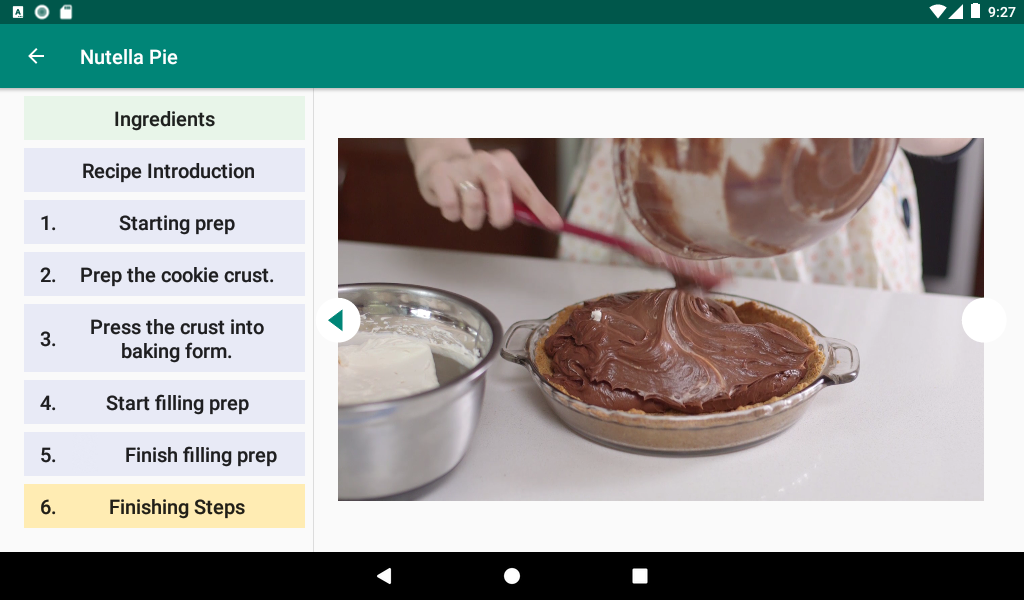 9:27
Nutella Pie
Ingredients
Recipe Introduction
1. Starting prep
2. Prep the cookie crust.
3. Press the crust into
baking form.
4. Start filling prep
5. Finish filling prep
6. Finishing Steps